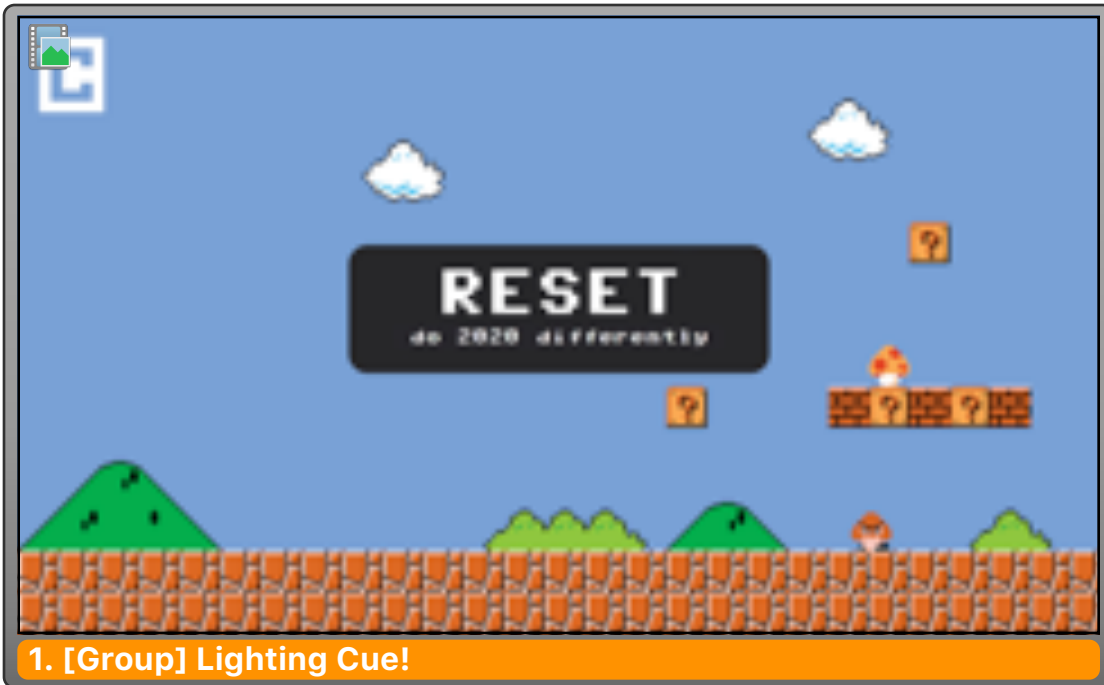 RESET
do 2020 differently
?
?
? ?
1. [Group] Lighting Cue!